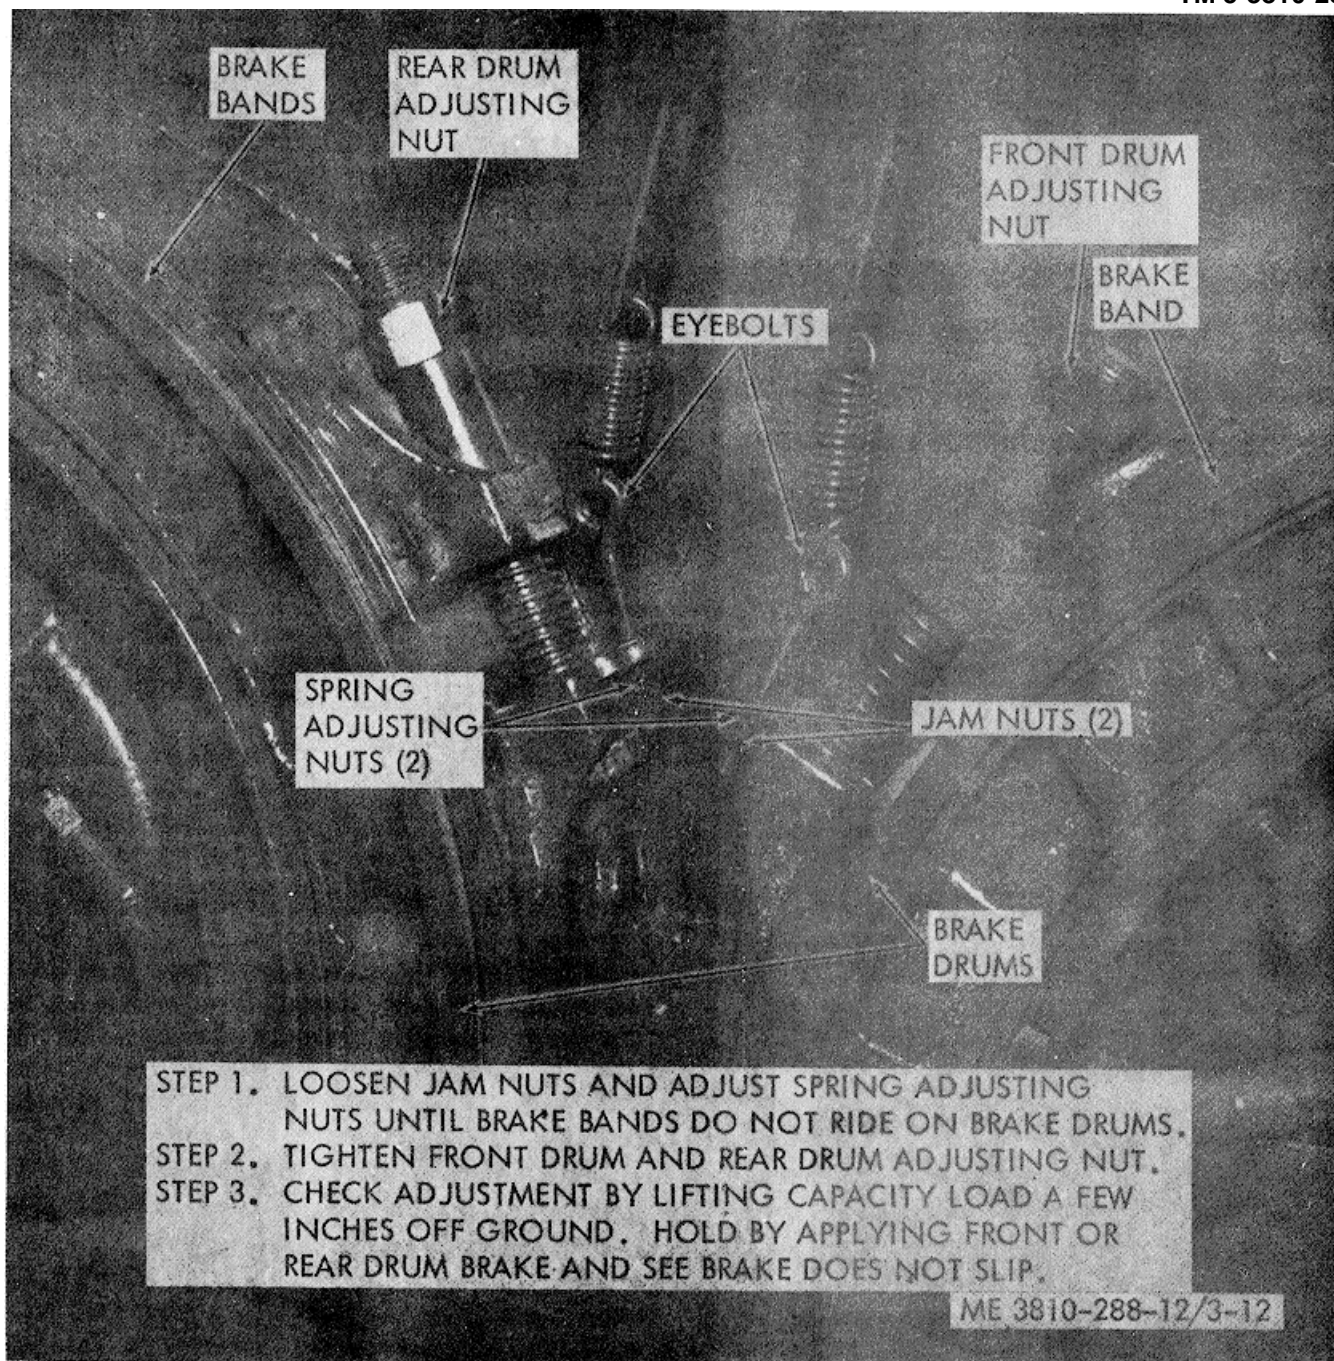 BRAKE
BANDS
REAR DRUM
ADJUSTING
NUT
FRONT DRUM
ADJUSTING
NUT
BRAKE
BAND
EYEBOLTS
SPRING
ADJUSTING
NUTS (2)
JAM NUTS (2)
BRAKE
DRUMS
STEP 1. LOOSEN JAM NUTS AND ADJUST SPRING ADJUSTING
NUTS UNTIL BRAKE BANDS DO NOT RIDE ON BRAKE DRUMS.
STEP 2. TIGHTEN FRONT DRUM AND REAR DRUM ADJUSTING NUT.
STEP 3. CHECK ADJUSTMENT BY LIFTING CAPACITY LOAD A FEW
INCHES OFF GROUND. HOLD BY APPLYING FRONT OR
REAR DRUM BRAKE AND SEE BRAKE DOES NOT SLIP.
ME 3810-288-12/3-12